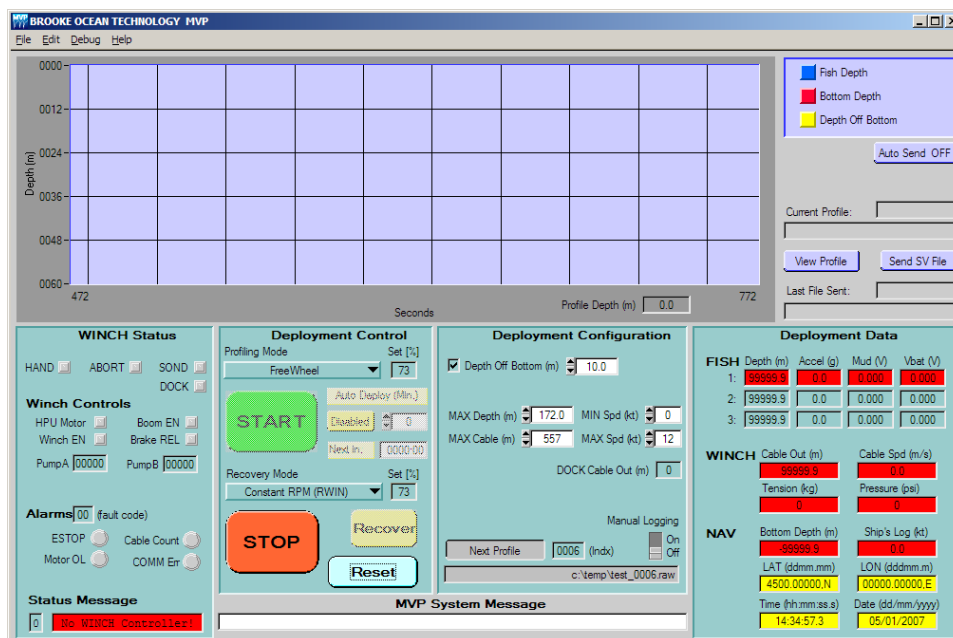 BROOKE OCEAN TECHNOLOGY MVP
File Edit Debug Help
0000
0012
0024
0036
0048
0060
Depth (m)
472
772
Seconds
Profile Depth (m) 0.0
Fish Depth
Bottom Depth
Depth Off Bottom
Auto Send OFF
Current Profile:
View Profile Send SV File
Last File Sent:
WINCH Status
HAND ABORT SOND
DOCK
Winch Controls
HPU Motor Boom EN
Winch EN Brake REL
PumpA 00000 PumpB 00000
Alarms 00 (fault code)
ESTOP Cable Count
Motor OL COMM Err
Status Message
0 No WINCH Controller!
Deployment Control
Profiling Mode Set [%]
FreeWheel 73
START
Auto Deploy (Min.)
Disabled 0
Next In. 0000:00
Recovery Mode Set [%]
Constant RPM (RWIN) 73
STOP
Recover
Reset
Deployment Configuration
Depth Off Bottom (m) 10.0
MAX Depth (m) 172.0 MIN Spd (kt) 0
MAX Cable (m) 557 MAX Spd (kt) 12
DOCK Cable Out (m) 0
Manual Logging
On
Off
Next Profile 0006 (Indx)
c:\temp\test_0006.raw
MVP System Message
Deployment Data
FISH Depth (m) Accel (g) Mud (V) Vbat (V)
1: 99999.9 0.0 0.000 0.000
2: 99999.9 0.0 0.000 0.000
3: 99999.9 0.0 0.000 0.000
WINCH Cable Out (m) Cable Spd (m/s)
99999.9 0.0
Tension (kg) Pressure (psi)
0 0
NAV Bottom Depth (m) Ship's Log (kt)
99999.9 0.0
LAT (ddmm.mm) LON (dddmm.m)
4500.00000,N 00000.00000,E
Time (hh:mm:ss.s) Date (dd/mm/yyyy)
14:34:57.3 05/01/2007